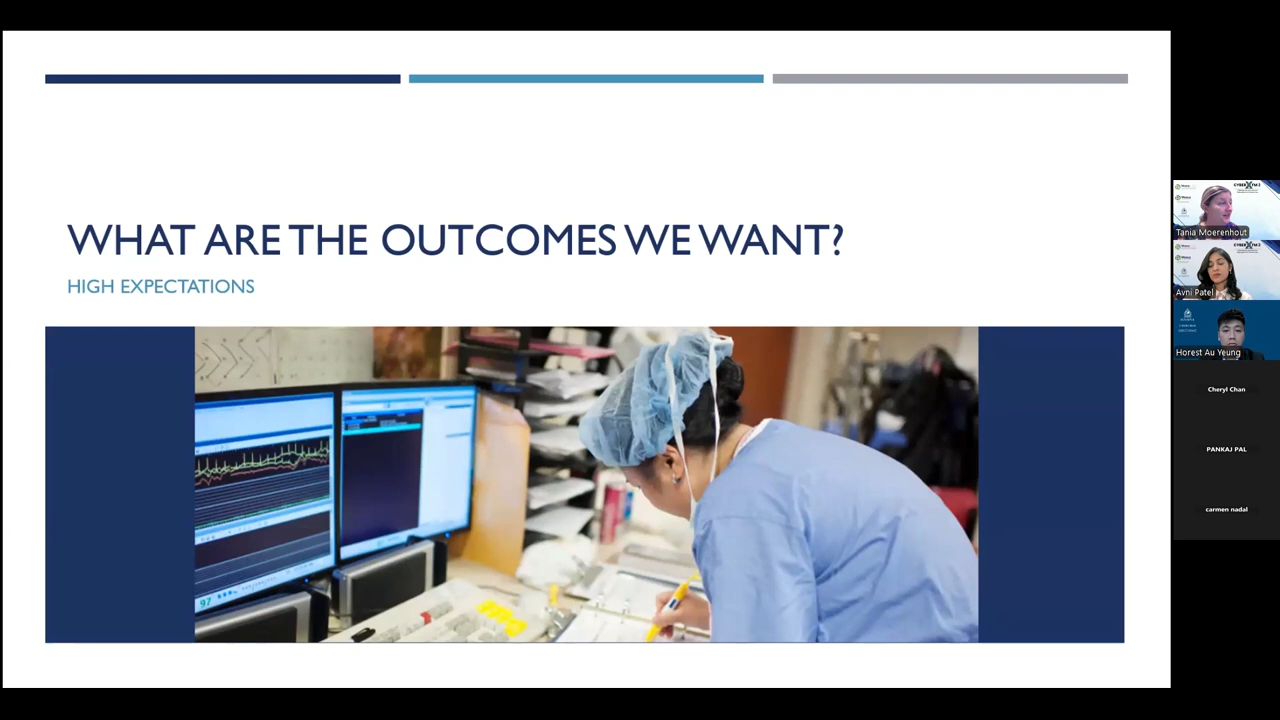 WHAT ARE THE OUTCOMES WE WANT?
HIGH EXPECTATIONS
97
Tania Moerenhout
Avni Patel
Horest Au Yeung
Cheryl Chan
PANKAJ PAL
carmen nadal